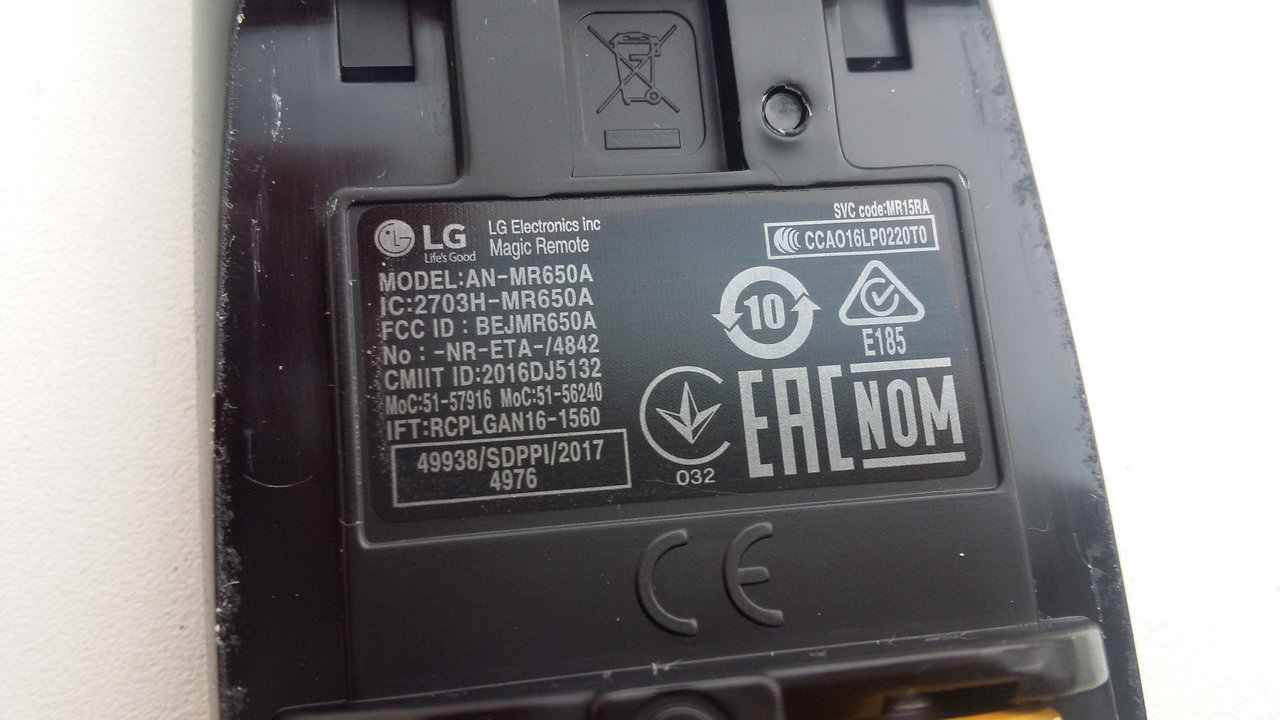 LG
Life's Good
LG Electronics inc
Magic Remote
SVC code:MR15RA
CCAO16LP0220T0
MODEL:AN-MR650A
IC:2703H-MR650A
FCC ID : BEJMR650A
No : -NR-ETA-/4842
CMIIT ID:2016DJ5132
MoC:51-57916 MoC:51-56240
IFT:RCPLGAN16-1560
49938/SDPPI/2017
4976
10
E185
032
EAC
NOM
CE